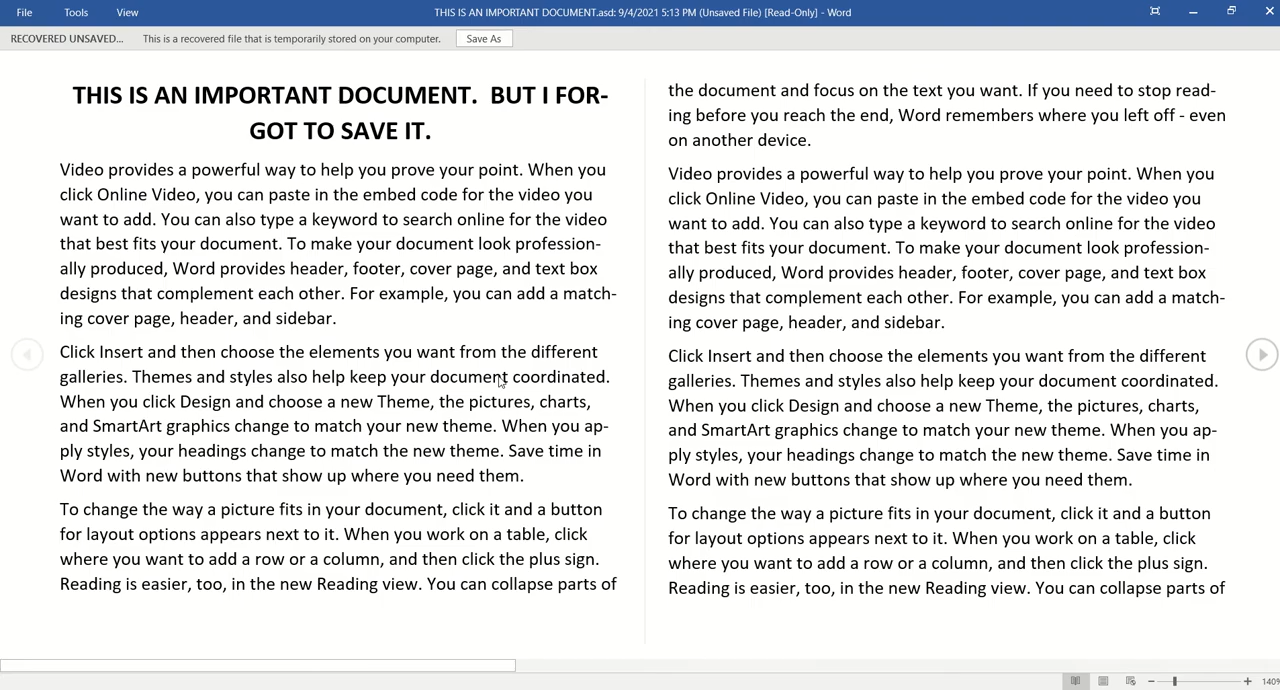 File Tools View THIS IS AN IMPORTANT DOCUMENT.asd: 9/4/2021 5:13 PM (Unsaved File) [Read-Only] - Word
RECOVERED UNSAVED... This is a recovered file that is temporarily stored on your computer. Save As
THIS IS AN IMPORTANT DOCUMENT.  BUT I FOR-
GOT TO SAVE IT.
Video provides a powerful way to help you prove your point. When you
click Online Video, you can paste in the embed code for the video you
want to add. You can also type a keyword to search online for the video
that best fits your document. To make your document look profession-
ally produced, Word provides header, footer, cover page, and text box
designs that complement each other. For example, you can add a match-
ing cover page, header, and sidebar.
Click Insert and then choose the elements you want from the different
galleries. Themes and styles also help keep your document coordinated.
When you click Design and choose a new Theme, the pictures, charts,
and SmartArt graphics change to match your new theme. When you ap-
ply styles, your headings change to match the new theme. Save time in
Word with new buttons that show up where you need them.
To change the way a picture fits in your document, click it and a button
for layout options appears next to it. When you work on a table, click
where you want to add a row or a column, and then click the plus sign.
Reading is easier, too, in the new Reading view. You can collapse parts of
the document and focus on the text you want. If you need to stop read-
ing before you reach the end, Word remembers where you left off - even
on another device.
Video provides a powerful way to help you prove your point. When you
click Online Video, you can paste in the embed code for the video you
want to add. You can also type a keyword to search online for the video
that best fits your document. To make your document look profession-
ally produced, Word provides header, footer, cover page, and text box
designs that complement each other. For example, you can add a match-
ing cover page, header, and sidebar.
Click Insert and then choose the elements you want from the different
galleries. Themes and styles also help keep your document coordinated.
When you click Design and choose a new Theme, the pictures, charts,
and SmartArt graphics change to match your new theme. When you ap-
ply styles, your headings change to match the new theme. Save time in
Word with new buttons that show up where you need them.
To change the way a picture fits in your document, click it and a button
for layout options appears next to it. When you work on a table, click
where you want to add a row or a column, and then click the plus sign.
Reading is easier, too, in the new Reading view. You can collapse parts of
140%